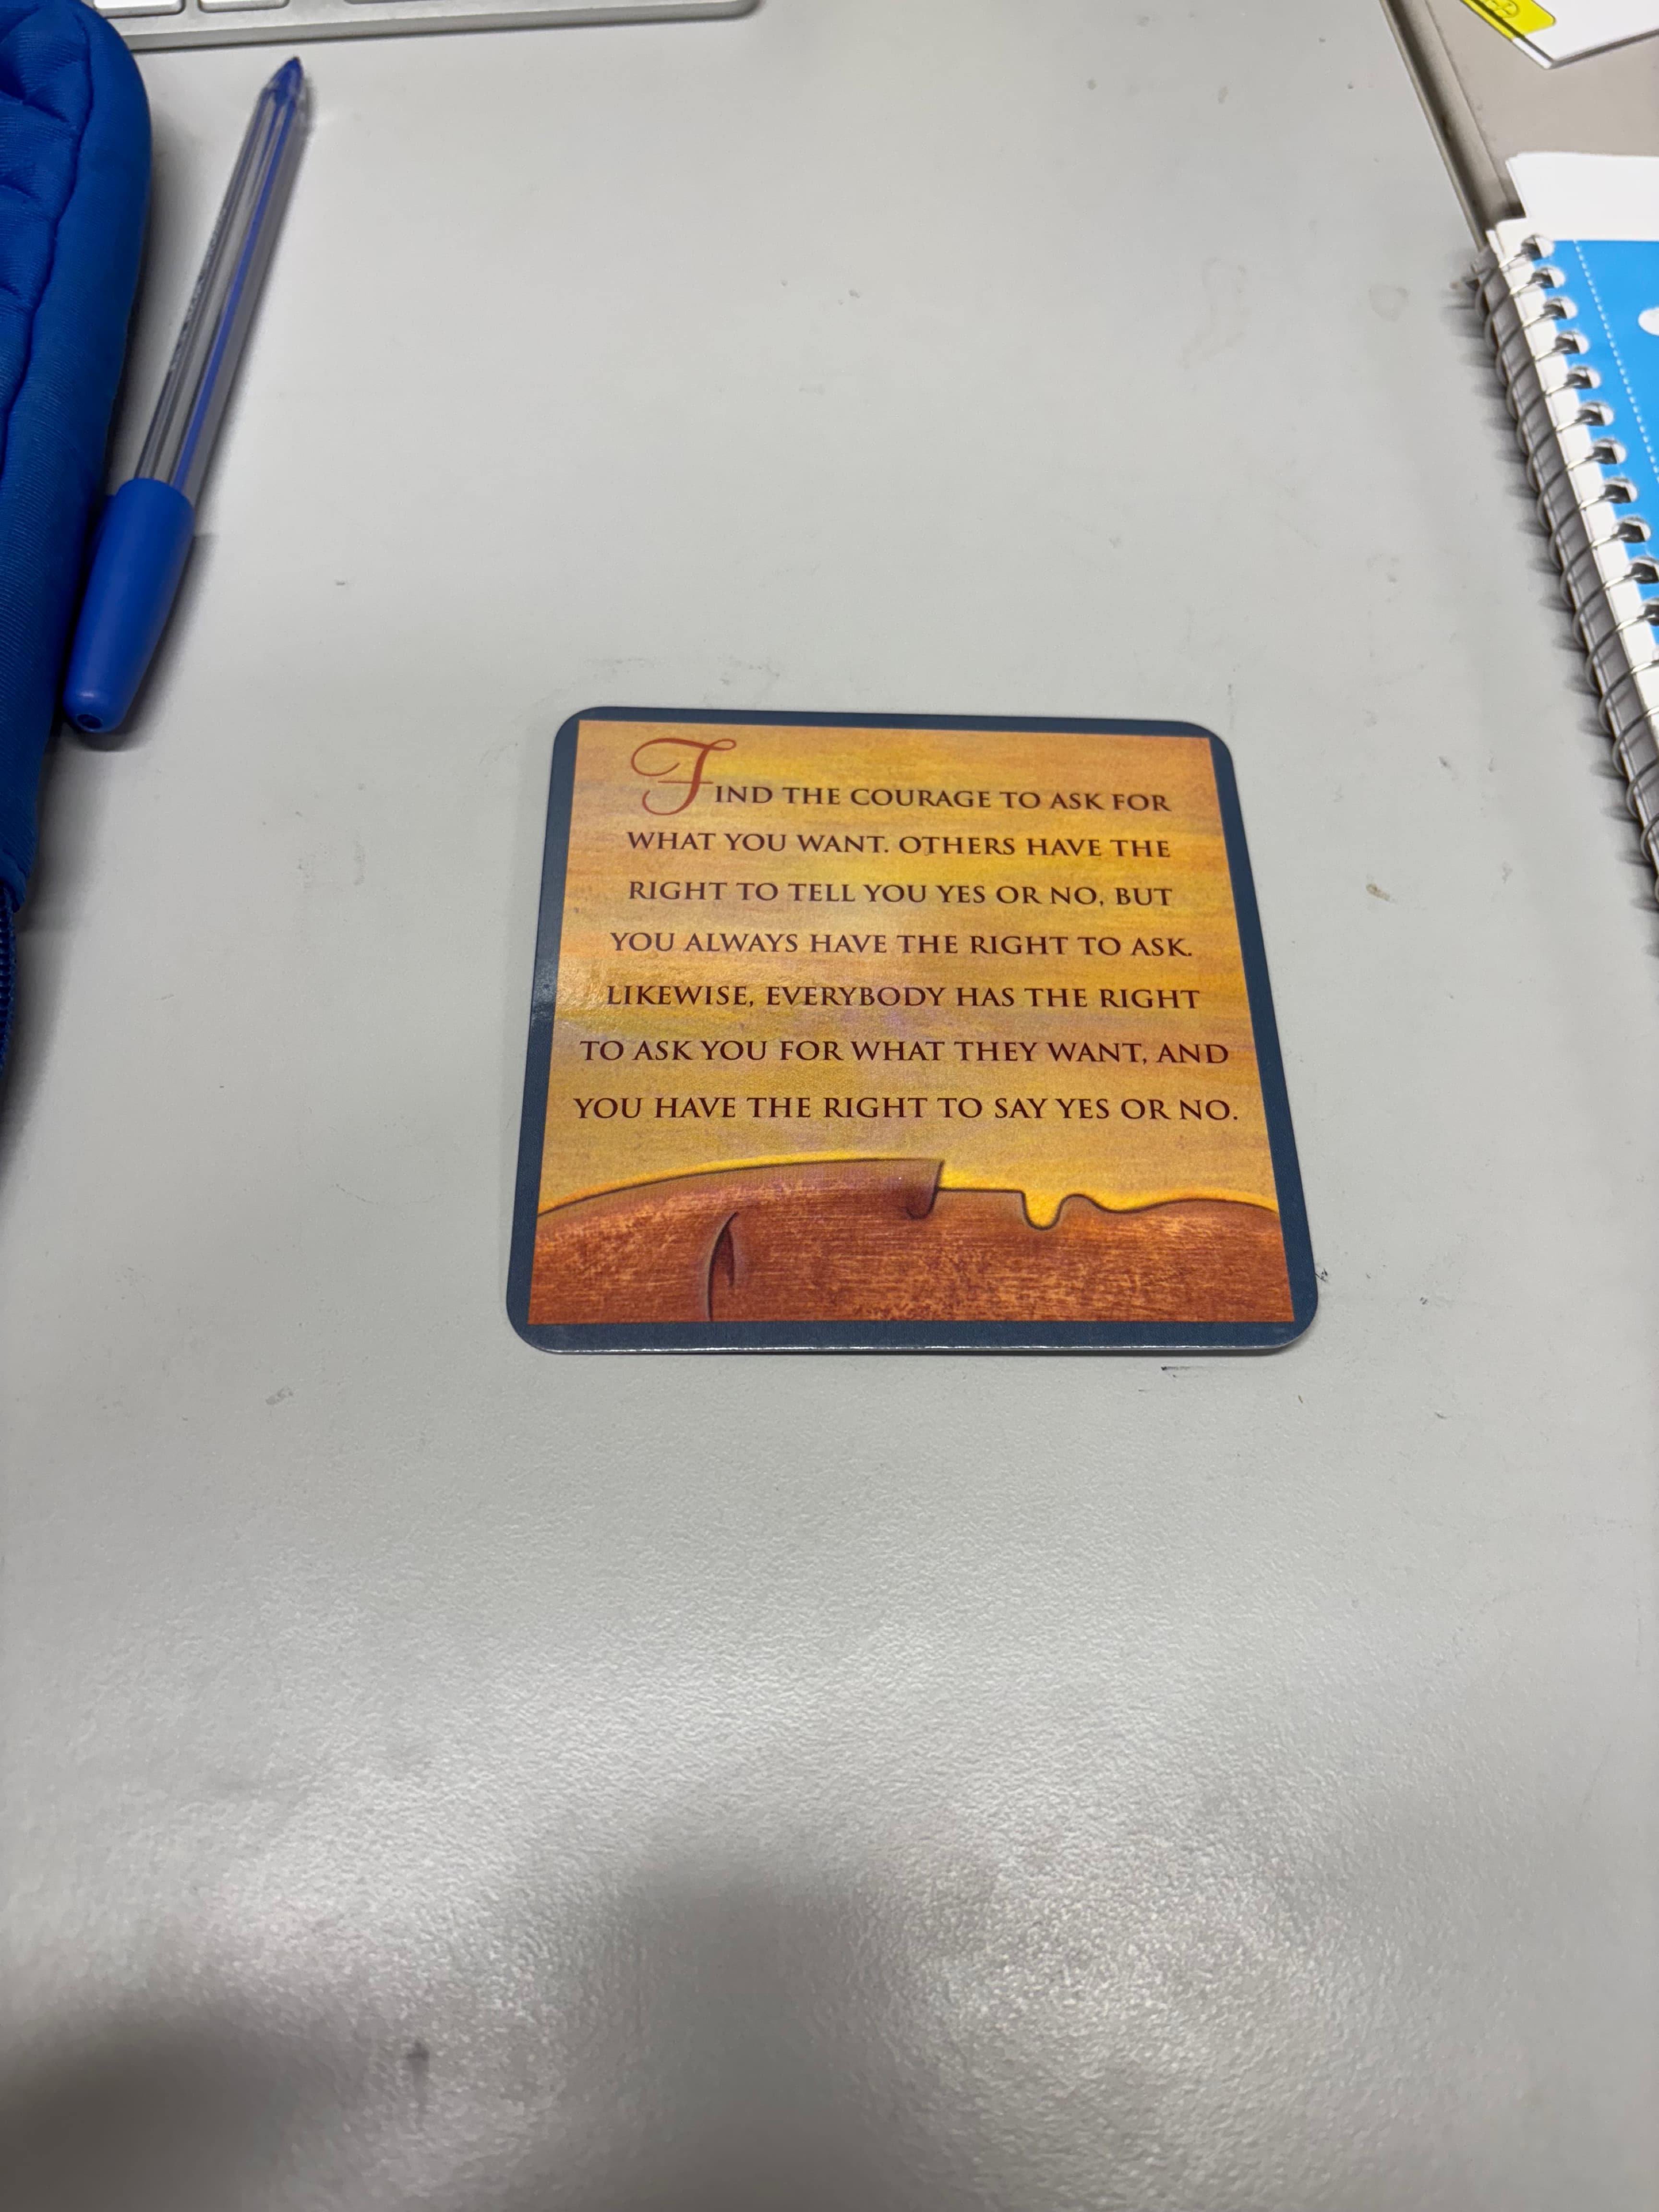 FIND THE COURAGE TO ASK FOR
WHAT YOU WANT. OTHERS HAVE THE
RIGHT TO TELL YOU YES OR NO, BUT
YOU ALWAYS HAVE THE RIGHT TO ASK.
LIKEWISE, EVERYBODY HAS THE RIGHT
TO ASK YOU FOR WHAT THEY WANT, AND
YOU HAVE THE RIGHT TO SAY YES OR NO.